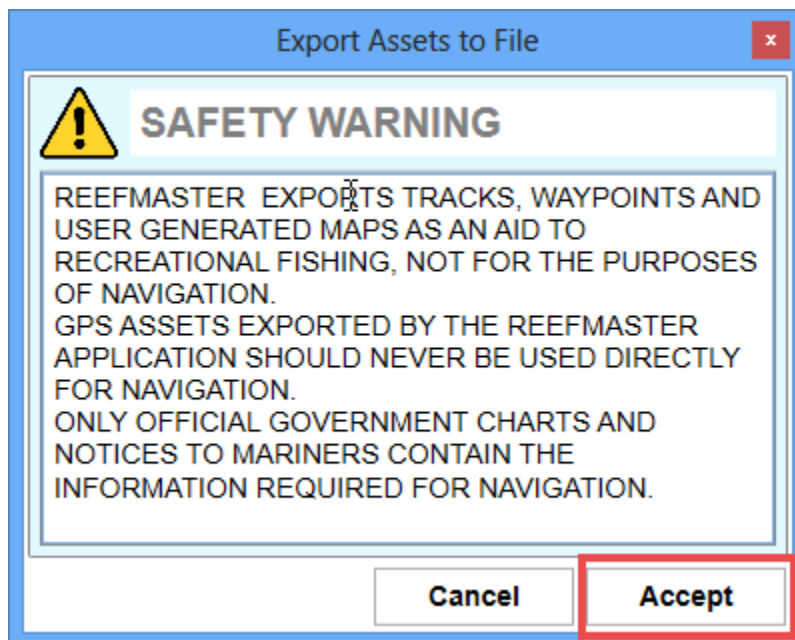 Export Assets to File
x
SAFETY WARNING
REEFMASTER  EXPORTS TRACKS, WAYPOINTS AND
USER GENERATED MAPS AS AN AID TO
RECREATIONAL FISHING, NOT FOR THE PURPOSES
OF NAVIGATION.
GPS ASSETS EXPORTED BY THE REEFMASTER
APPLICATION SHOULD NEVER BE USED DIRECTLY
FOR NAVIGATION.
ONLY OFFICIAL GOVERNMENT CHARTS AND
NOTICES TO MARINERS CONTAIN THE
INFORMATION REQUIRED FOR NAVIGATION.
Cancel Accept